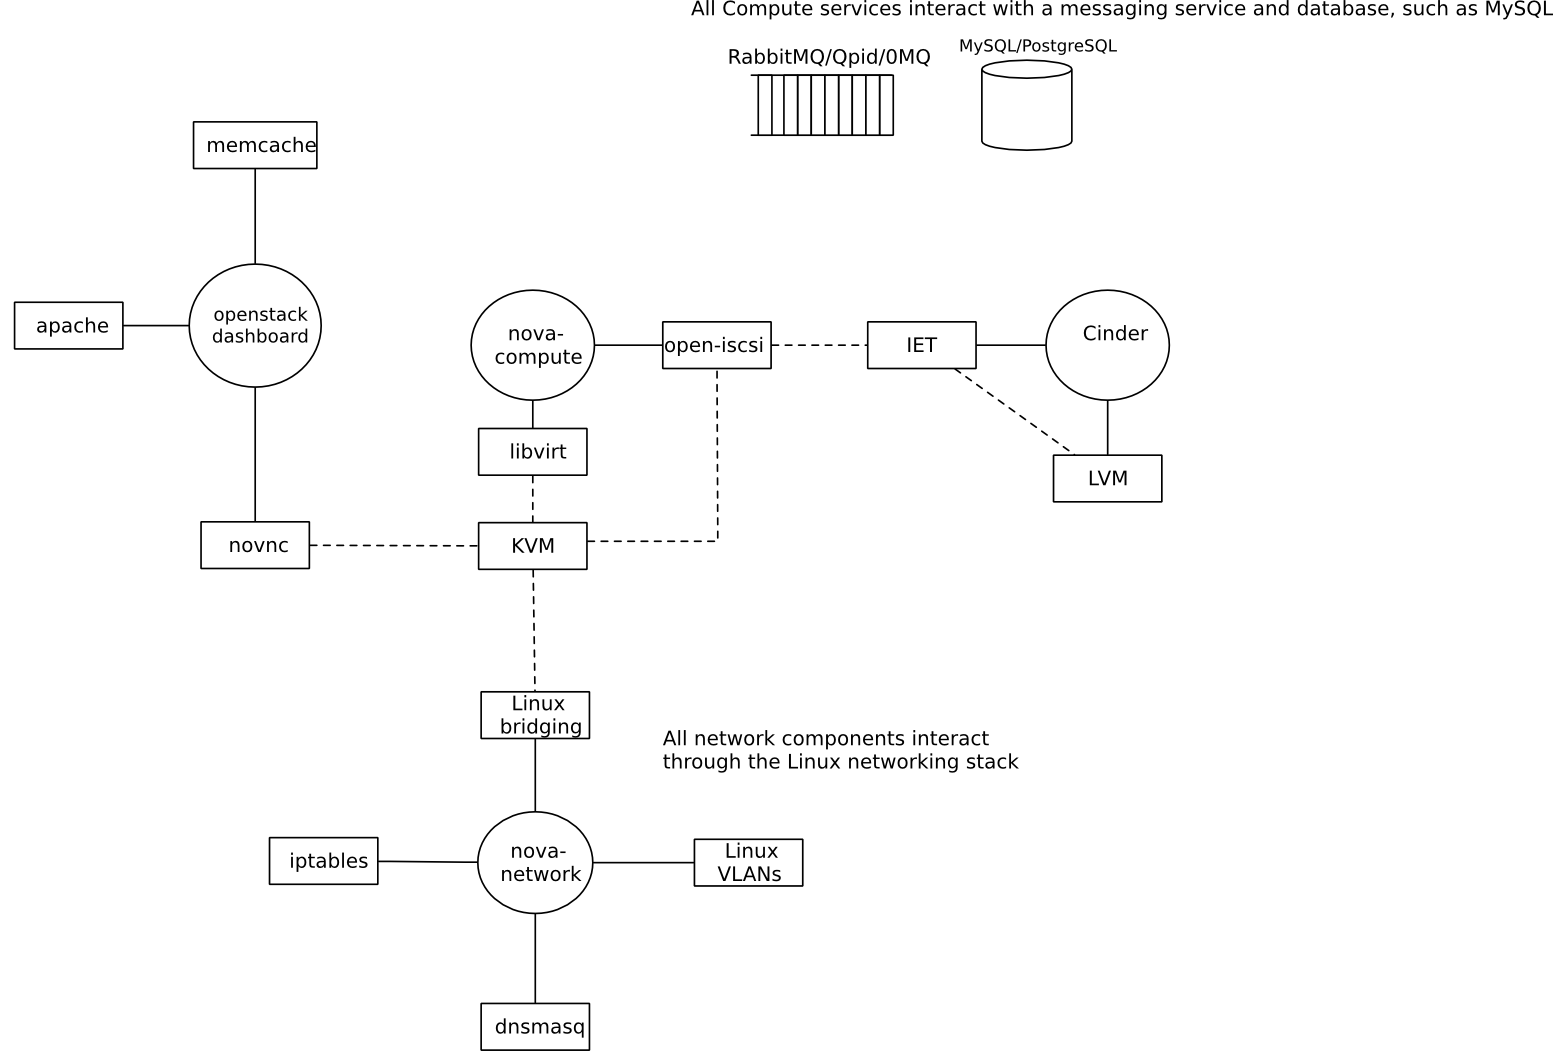 All Compute services interact with a messaging service and database, such as MySQL
RabbitMQ/Qpid/0MQ
MySQL/PostgreSQL
memcache
openstack
dashboard
apache
nova-
compute
open-iscsi
IET
Cinder
libvirt
LVM
novnc
KVM
Linux
bridging
All network components interact
through the Linux networking stack
iptables
nova-
network
Linux
VLANs
dnsmasq